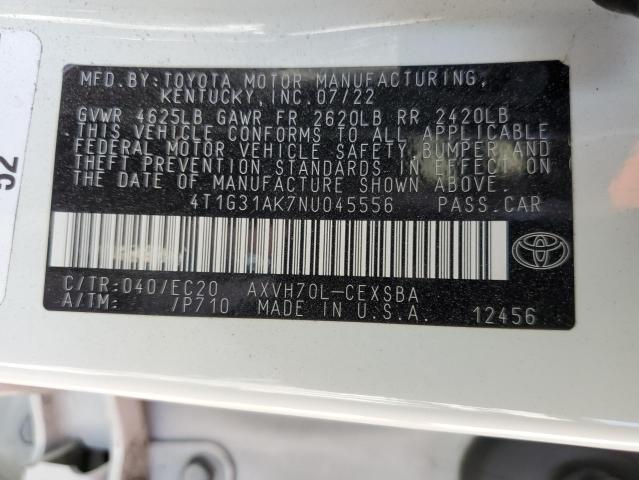 52
MFD.BY:TOYOTA MOTOR MANUFACTURING,
KENTUCKY,INC.07/22
GVWR 4625LB GAWR FR 2620LB RR 2420LB
THIS VEHICLE CONFORMS TO ALL APPLICABLE
FEDERAL MOTOR VEHICLE SAFETY,BUMPER,AND
THEFT PREVENTION STANDARDS IN EFFECT ON
THE DATE OF MANUFACTURE SHOWN ABOVE.
4T1G31AK7NU045556 PASS.CAR
C/TR:040/EC20 AXVH70L-CEXSBA
A/TM: /P710 MADE IN U.S.A. 12456